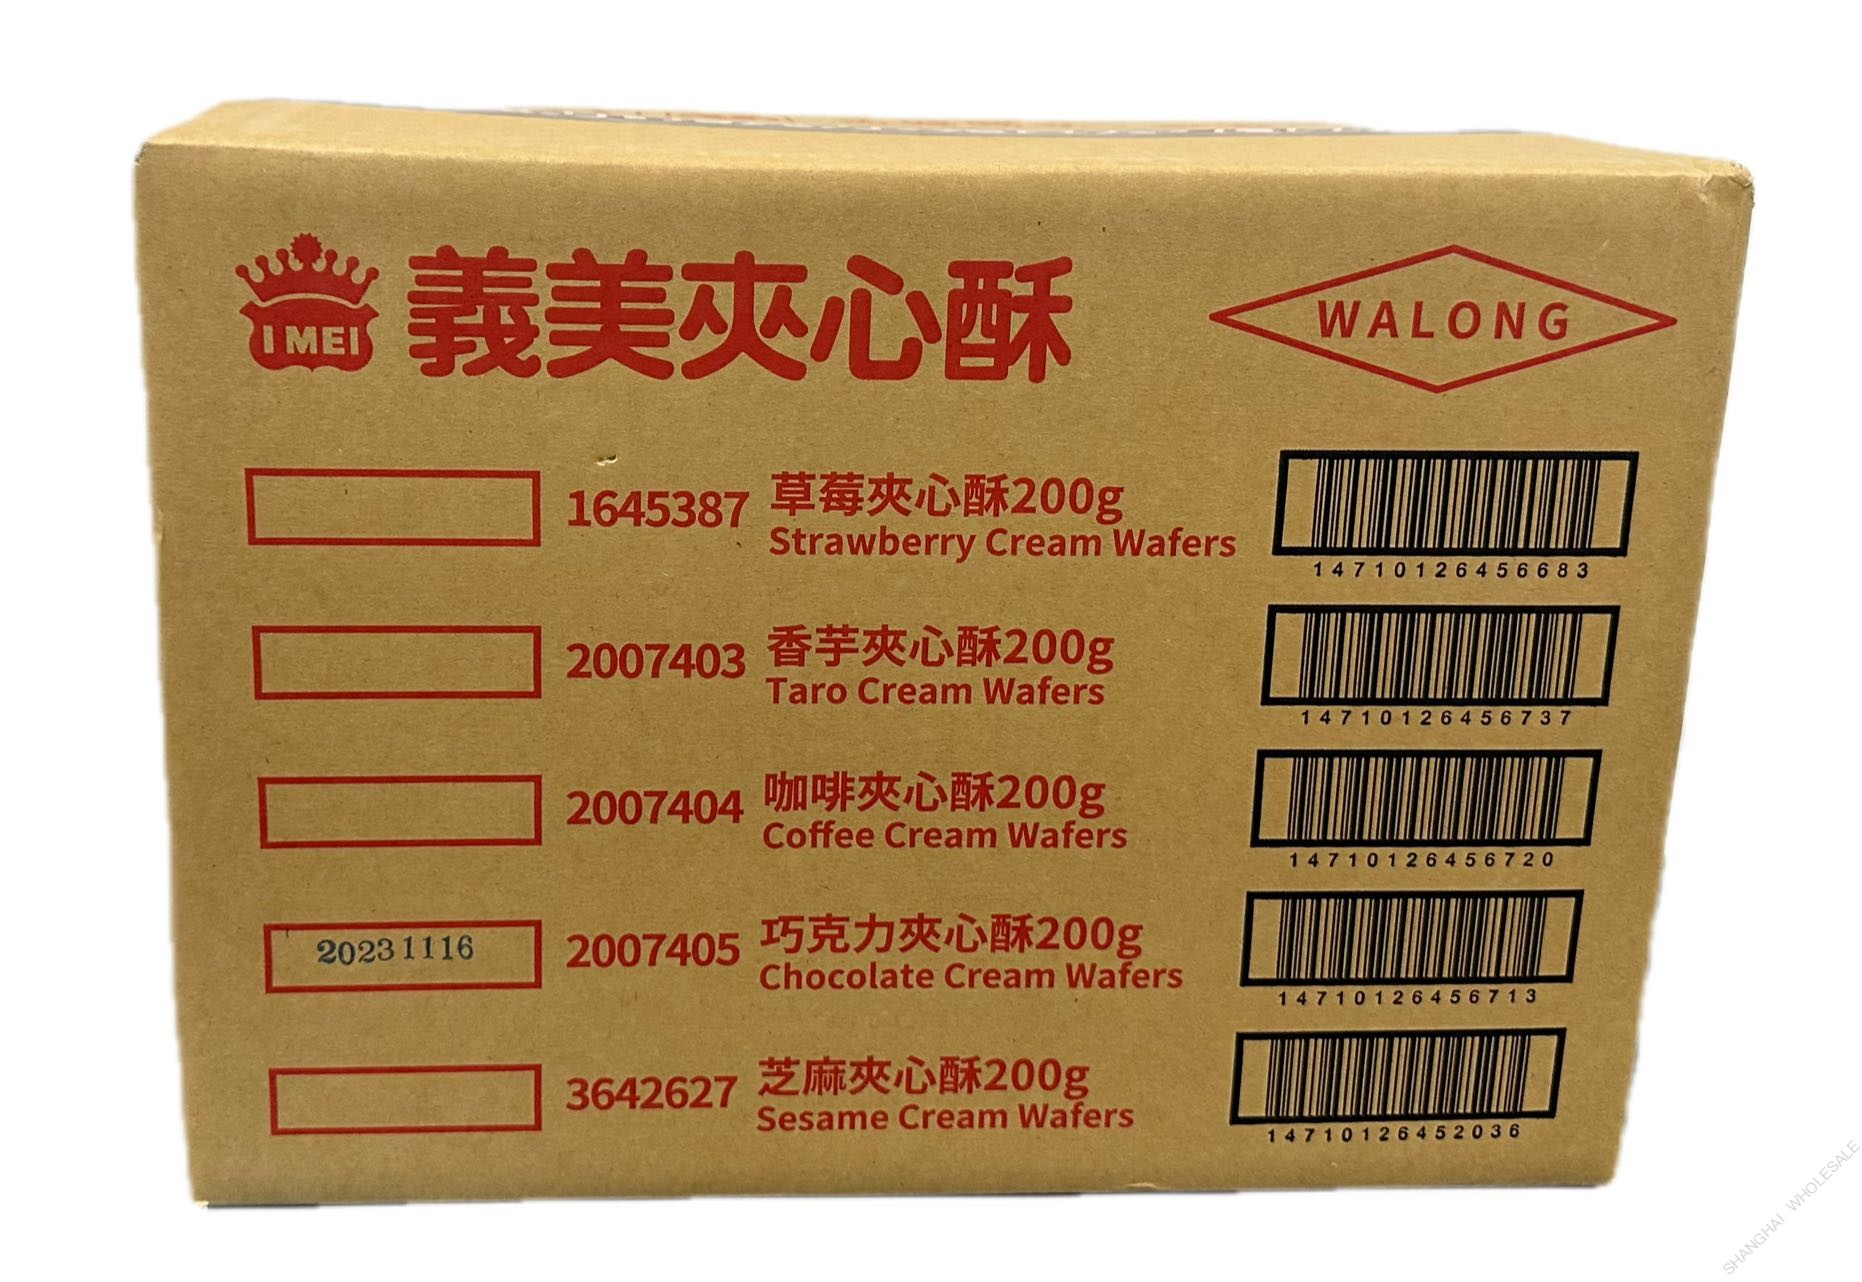 I MEI 義美夾心酥
WALONG
1645387 草莓夾心酥200g
Strawberry Cream Wafers
14710126456683
2007403 香芋夾心酥200g
Taro Cream Wafers
14710126456737
2007404 咖啡夾心酥200g
Coffee Cream Wafers
14710126456720
20231116 2007405 巧克力夾心酥200g
Chocolate Cream Wafers
14710126456713
3642627 芝麻夾心酥200g
Sesame Cream Wafers
14710126452036
SHANGHAI WHOLESALE